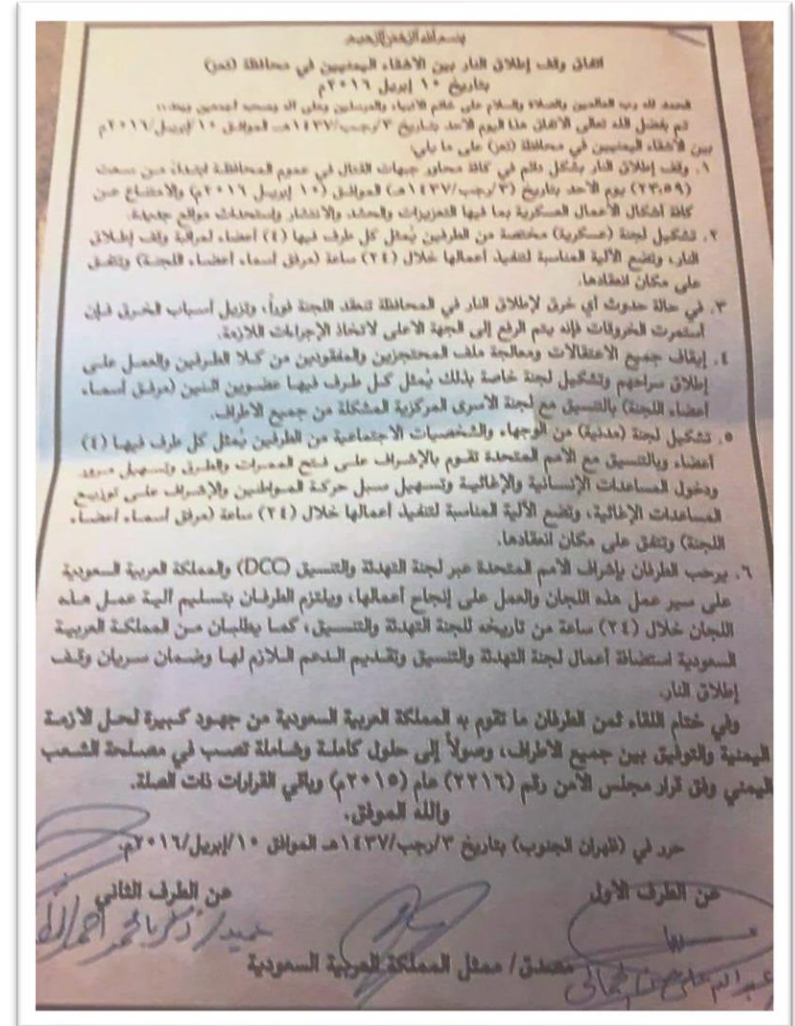 بسم الله الرحمن الرحيم
اتفاق وقف إطلاق النار بين الأشقاء اليمنيين في محافظة (تعز)
بتاريخ ١٠ إبريل ٢٠١٦م
الحمد لله رب العالمين والصلاة والسلام على خاتم الأنبياء والمرسلين وعلى آله وصحبه أجمعين وبعد::
تم بفضل الله تعالى الاتفاق هذا اليوم الأحد بتاريخ ٣/رجب/١٤٣٧هـ الموافق ١٠/إبريل/٢٠١٦م
بين الأشقاء اليمنيين في محافظة (تعز) على ما يلي:
١. وقف إطلاق النار بشكل دائم في كافة محاور جبهات القتال في عموم المحافظة ابتداءً من سعت
(٢٣:٥٩) يوم الأحد بتاريخ (٣/رجب/١٤٣٧هـ) الموافق (١٠ إبريل ٢٠١٦م) والامتناع عن
كافة أشكال الأعمال العسكرية بما فيها التعزيزات والحشد والانتشار واستحداث مواقع جديدة.
٢. تشكيل لجنة (عسكرية) مختصة من الطرفين يُمثل كل طرف فيها (٤) أعضاء لمراقبة وقف إطلاق
النار، وتضع الآلية المناسبة لتنفيذ أعمالها خلال (٢٤) ساعة (مرفق أسماء أعضاء اللجنة) وتتفق
على مكان انعقادها.
٣. في حالة حدوث أي خرق لإطلاق النار في المحافظة تنعقد اللجنة فوراً، وتزيل أسباب الخرق فإن
أستمرت الخروقات فإنه يتم الرفع إلى الجهة الأعلى لاتخاذ الإجراءات اللازمة.
٤. إيقاف جميع الاعتقالات ومعالجة ملف المحتجزين والمفقودين من كلا الطرفين والعمل على
إطلاق سراحهم وتشكيل لجنة خاصة بذلك يُمثل كل طرف فيها عضوين اثنين (مرفق أسماء
أعضاء اللجنة) بالتنسيق مع لجنة الأسرى المركزية المشكلة من جميع الأطراف.
٥. تشكيل لجنة (مدنية) من الوجهاء والشخصيات الاجتماعية من الطرفين يُمثل كل طرف فيها (٤)
أعضاء وبالتنسيق مع الأمم المتحدة تقوم بالإشراف على فتح الممرات والطرق وتسهيل مرور
ودخول المساعدات الإنسانية والإغاثية وتسهيل سبل حركة المواطنين والإشراف على توزيع
المساعدات الإغاثية، وتضع الآلية المناسبة لتنفيذ أعمالها خلال (٢٤) ساعة (مرفق أسماء أعضاء
اللجنة) وتتفق على مكان انعقادها.
٦. يرحب الطرفان بإشراف الأمم المتحدة عبر لجنة التهدئة والتنسيق (DCC) والمملكة العربية السعودية
على سير عمل هذه اللجان والعمل على إنجاح أعمالها، ويلتزم الطرفان بتسليم آلية عمل هذه
اللجان خلال (٢٤) ساعة من تاريخه للجنة التهدئة والتنسيق، كما يطلبان من المملكة العربية
السعودية استضافة أعمال لجنة التهدئة والتنسيق وتقديم الدعم اللازم لها وضمان سريان وقف
إطلاق النار.
وفي ختام اللقاء ثمن الطرفان ما تقوم به المملكة العربية السعودية من جهود كبيرة لحل الأزمة
اليمنية والتوفيق بين جميع الأطراف، وصولاً إلى حلول كاملة وشاملة تصب في مصلحة الشعب
اليمني وفق قرار مجلس الأمن رقم (٢٢١٦) عام (٢٠١٥م) وباقي القرارات ذات الصلة.
والله الموفق.
حرر في (ظهران الجنوب) بتاريخ ٣/رجب/١٤٣٧هـ الموافق ١٠/إبريل/٢٠١٦م.
عن الطرف الأول
عن الطرف الثاني
مصدق/ ممثل المملكة العربية السعودية